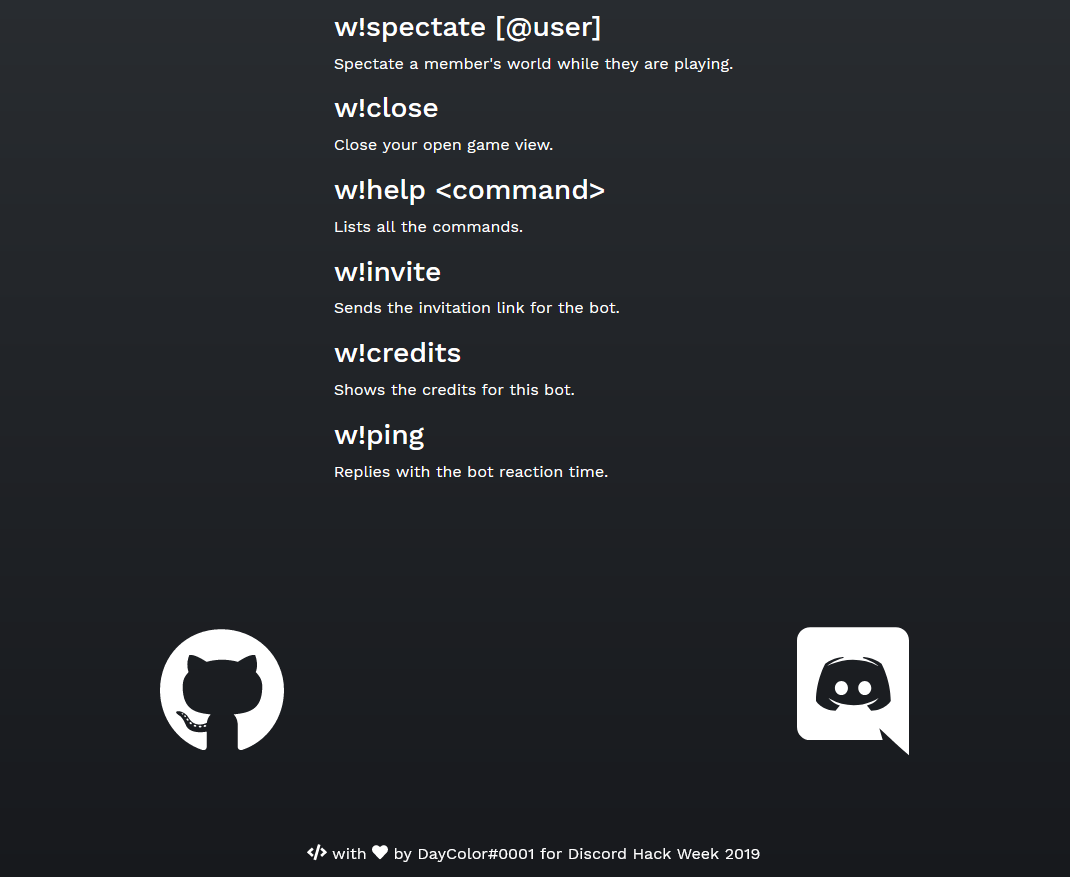 w!spectate [@user]
Spectate a member's world while they are playing.
w!close
Close your open game view.
w!help <command>
Lists all the commands.
w!invite
Sends the invitation link for the bot.
w!credits
Shows the credits for this bot.
w!ping
Replies with the bot reaction time.
</> with ♥ by DayColor#0001 for Discord Hack Week 2019